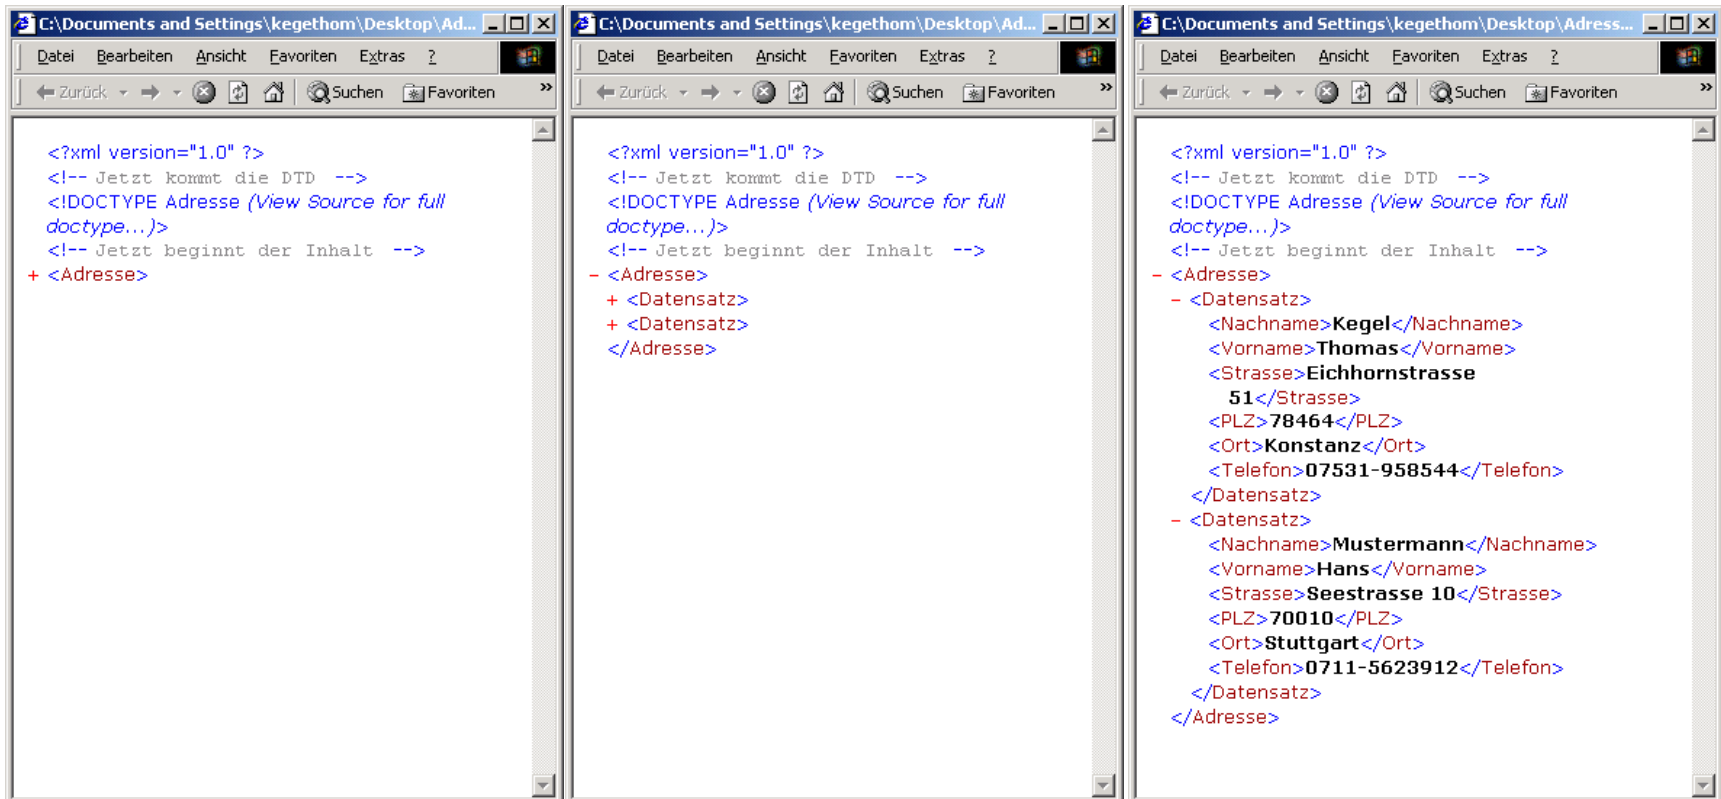 C:\Documents and Settings\kegethom\Desktop\Ad...
Datei Bearbeiten Ansicht Favoriten Extras ?
Zurück Suchen Favoriten »
<?xml version="1.0" ?>
<!-- Jetzt kommt die DTD -->
<!DOCTYPE Adresse (View Source for full
doctype...)>
<!-- Jetzt beginnt der Inhalt -->
+ <Adresse>
C:\Documents and Settings\kegethom\Desktop\Ad...
Datei Bearbeiten Ansicht Favoriten Extras ?
Zurück Suchen Favoriten »
<?xml version="1.0" ?>
<!-- Jetzt kommt die DTD -->
<!DOCTYPE Adresse (View Source for full
doctype...)>
<!-- Jetzt beginnt der Inhalt -->
- <Adresse>
+ <Datensatz>
+ <Datensatz>
</Adresse>
C:\Documents and Settings\kegethom\Desktop\Adress...
Datei Bearbeiten Ansicht Favoriten Extras ?
Zurück Suchen Favoriten »
<?xml version="1.0" ?>
<!-- Jetzt kommt die DTD -->
<!DOCTYPE Adresse (View Source for full
doctype...)>
<!-- Jetzt beginnt der Inhalt -->
- <Adresse>
- <Datensatz>
<Nachname>Kegel</Nachname>
<Vorname>Thomas</Vorname>
<Strasse>Eichhornstrasse
51</Strasse>
<PLZ>78464</PLZ>
<Ort>Konstanz</Ort>
<Telefon>07531-958544</Telefon>
</Datensatz>
- <Datensatz>
<Nachname>Mustermann</Nachname>
<Vorname>Hans</Vorname>
<Strasse>Seestrasse 10</Strasse>
<PLZ>70010</PLZ>
<Ort>Stuttgart</Ort>
<Telefon>0711-5623912</Telefon>
</Datensatz>
</Adresse>